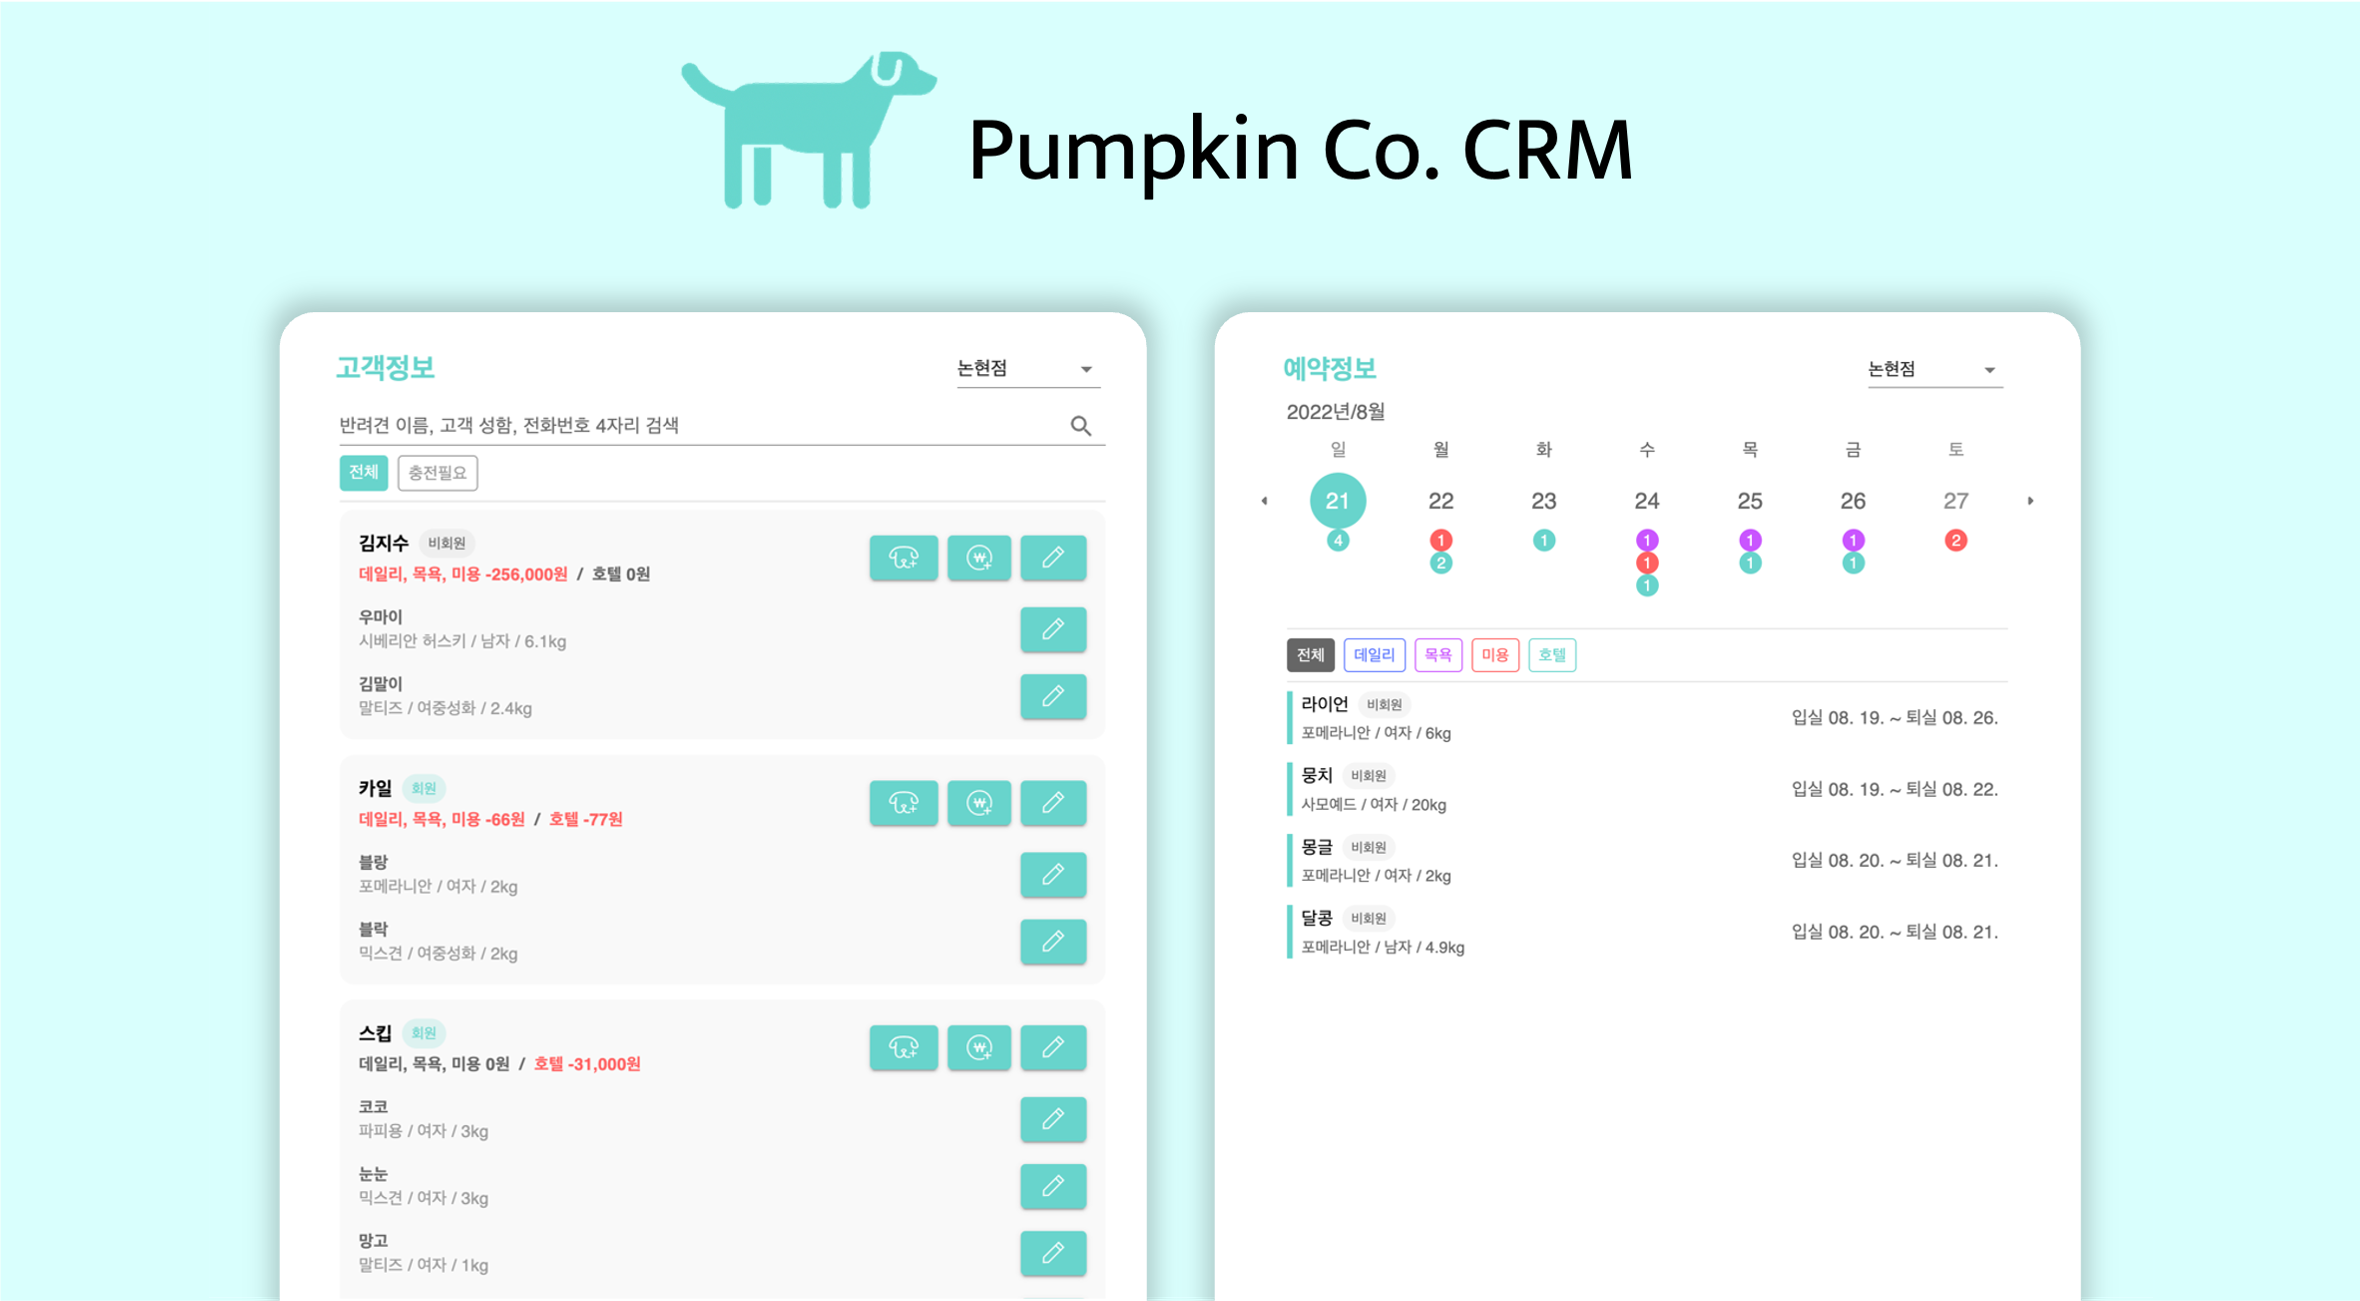 Pumpkin Co. CRM
고객정보
논현점
반려견 이름, 고객 성함, 전화번호 4자리 검색
전체 충전필요
김지수 비회원
데일리, 목욕, 미용 -256,000원 / 호텔 0원
우마이
시베리안 허스키 / 남자 / 6.1kg
김말이
말티즈 / 여중성화 / 2.4kg
카일 회원
데일리, 목욕, 미용 -66원 / 호텔 -77원
블랑
포메라니안 / 여자 / 2kg
블락
믹스견 / 여중성화 / 2kg
스킵 회원
데일리, 목욕, 미용 0원 / 호텔 -31,000원
코코
파피용 / 여자 / 3kg
눈눈
믹스견 / 여자 / 3kg
망고
말티즈 / 여자 / 1kg
예약정보
논현점
2022년/8월
일 월 화 수 목 금 토
21 22 23 24 25 26 27
4 1 1 1 1 1 2
2 1 1 1
1
전체 데일리 목욕 미용 호텔
라이언 비회원
포메라니안 / 여자 / 6kg
입실 08. 19. ~ 퇴실 08. 26.
뭉치 비회원
사모예드 / 여자 / 20kg
입실 08. 19. ~ 퇴실 08. 22.
몽글 비회원
포메라니안 / 여자 / 2kg
입실 08. 20. ~ 퇴실 08. 21.
달콩 비회원
포메라니안 / 남자 / 4.9kg
입실 08. 20. ~ 퇴실 08. 21.